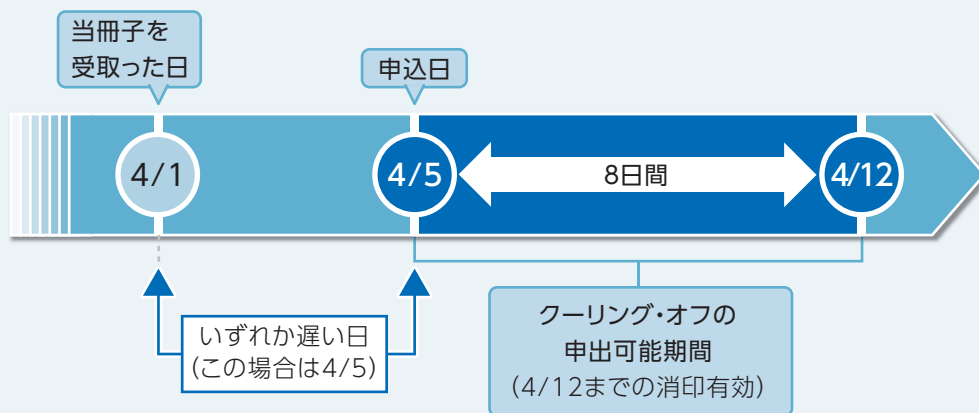 当冊子を
受取った日
申込日
4/1
4/5
8日間
4/12
いずれか遅い日
(この場合は4/5)
クーリング・オフの
申出可能期間
(4/12までの消印有効)